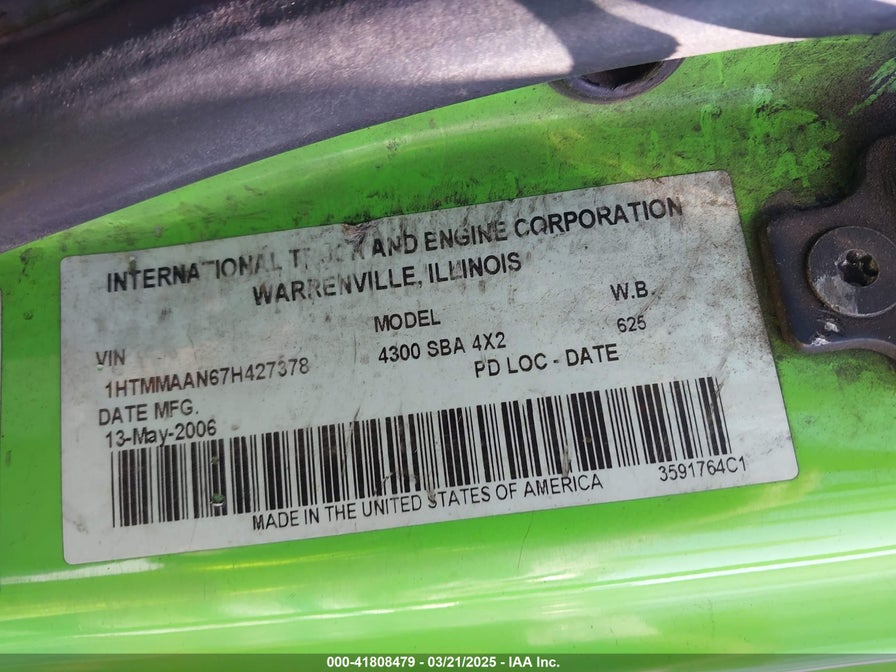 INTERNATIONAL TRUCK AND ENGINE CORPORATION
WARRENVILLE, ILLINOIS
VIN MODEL W.B.
1HTMMAAN67H427378 4300 SBA 4X2 625
DATE MFG. PD LOC - DATE
13-May-2006
3591764C1
MADE IN THE UNITED STATES OF AMERICA
000-41808479 - 03/21/2025 - IAA Inc.